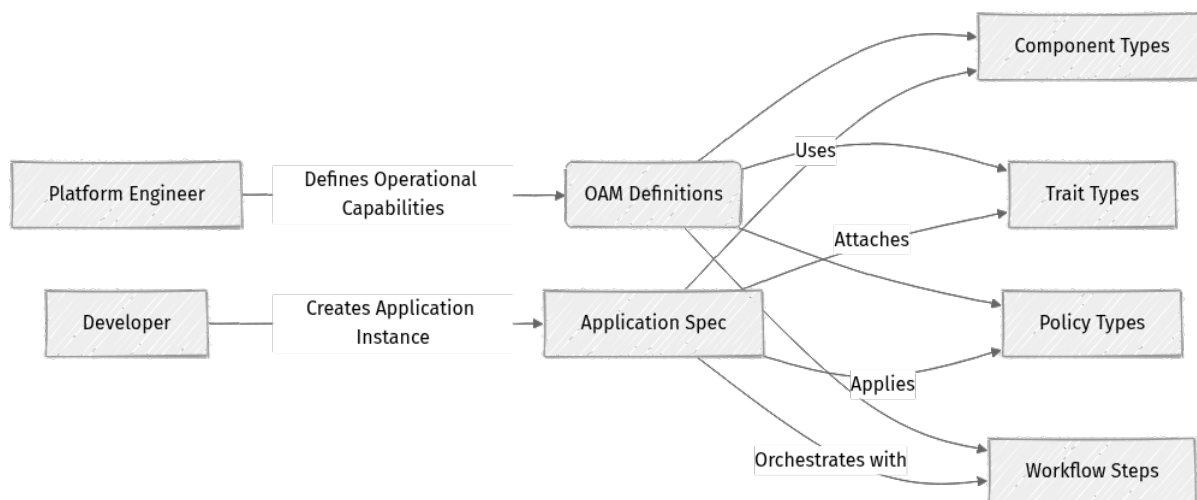 Component Types
Uses
Platform Engineer
Defines Operational
Capabilities
OAM Definitions
Trait Types
Attaches
Developer
Creates Application
Instance
Application Spec
Policy Types
Applies
Orchestrates with
Workflow Steps